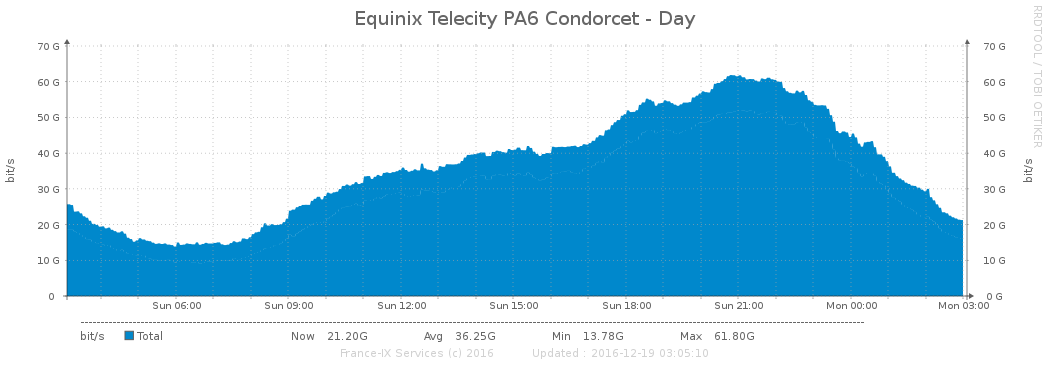 Equinix Telecity PA6 Condorcet - Day
RRDTOOL / TOBI OETIKER
70 G 70 G
60 G 60 G
50 G 50 G
40 G 40 G
30 G 30 G
20 G 20 G
10 G 10 G
0 0 G
bit/s bit/s
Sun 06:00 Sun 09:00 Sun 12:00 Sun 15:00 Sun 18:00 Sun 21:00 Mon 00:00 Mon 03:00
bit/s Total Now 21.20G Avg 36.25G Min 13.78G Max 61.80G
France-IX Services (c) 2016 Updated : 2016-12-19 03:05:10